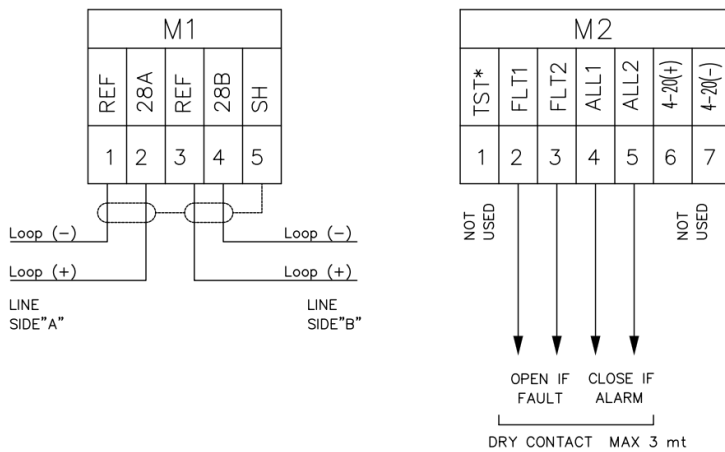 M1
REF
28A
REF
28B
SH
1 2 3 4 5
Loop (-)
Loop (-)
Loop (+)
Loop (+)
LINE
SIDE"A"
LINE
SIDE"B"
M2
TST*
FLT1
FLT2
ALL1
ALL2
4-20(+)
4-20(-)
1 2 3 4 5 6 7
NOT
USED
NOT
USED
OPEN IF
FAULT
CLOSE IF
ALARM
DRY CONTACT MAX 3 mt